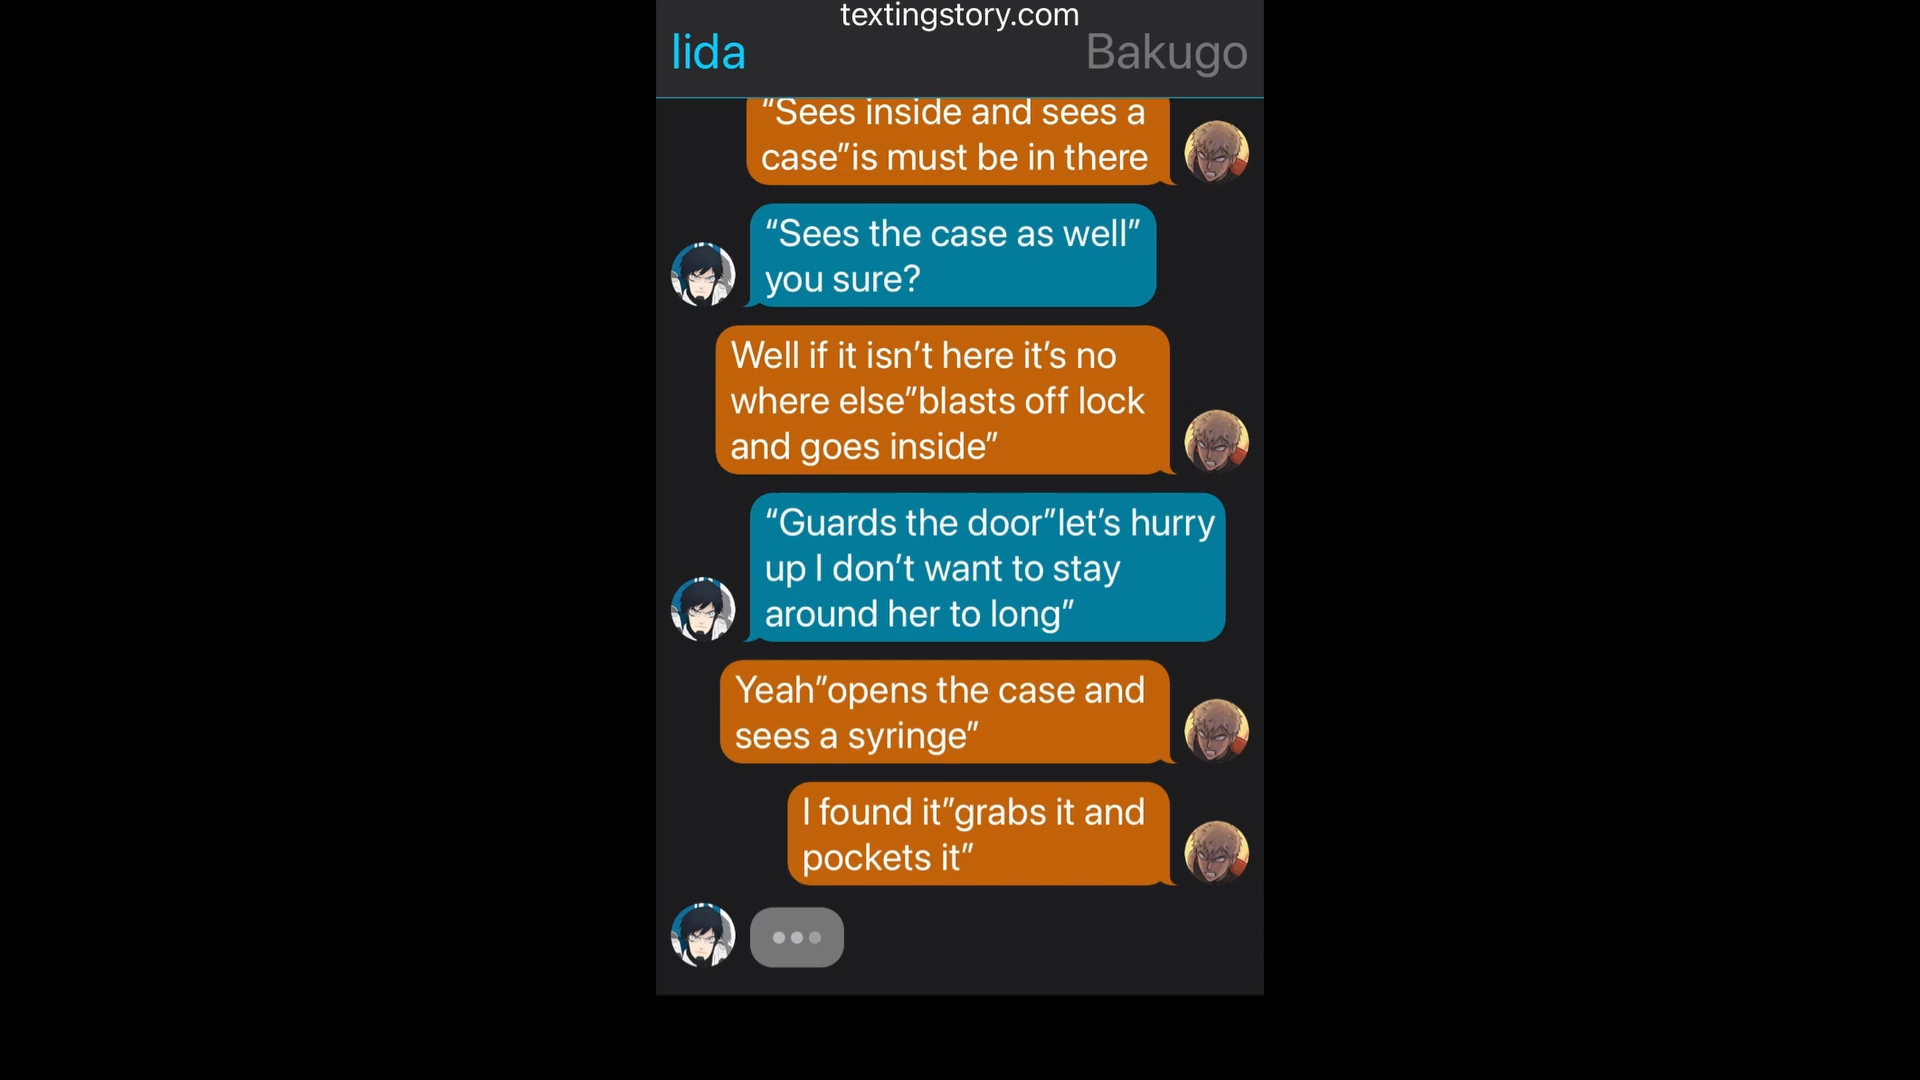 textingstory.com
Iida
Bakugo
“Sees inside and sees a
case”is must be in there
“Sees the case as well”
you sure?
Well if it isn’t here it’s no
where else”blasts off lock
and goes inside”
“Guards the door”let’s hurry
up I don’t want to stay
around her to long”
Yeah”opens the case and
sees a syringe”
I found it”grabs it and
pockets it”